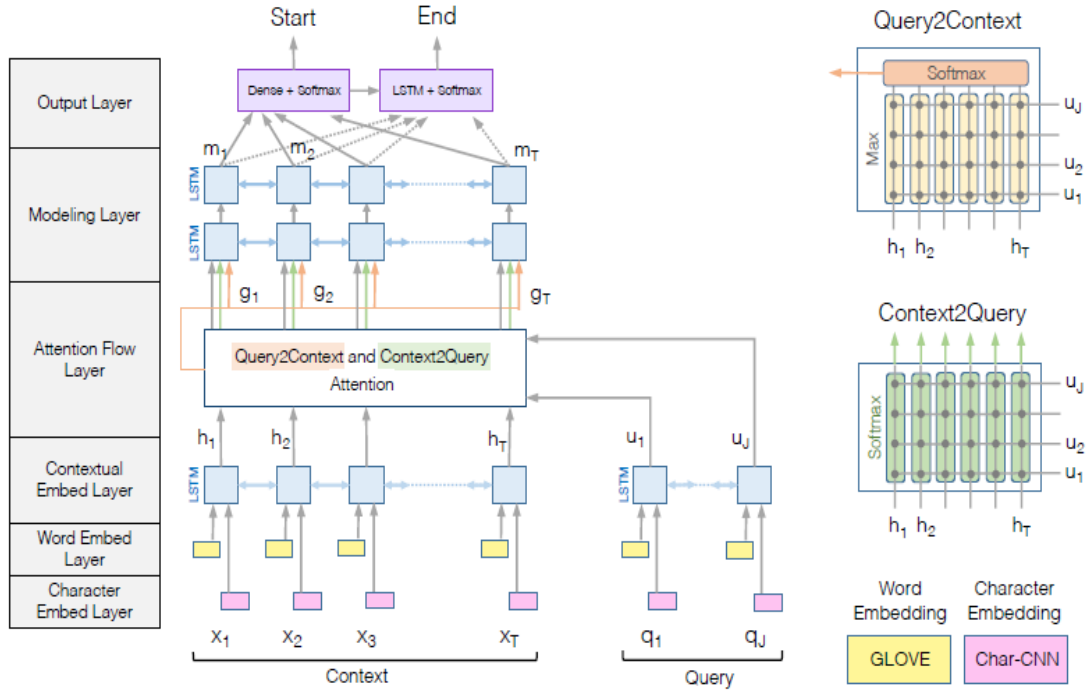 Start End
Output Layer
Dense + Softmax
LSTM + Softmax
m1 m2 mT
Modeling Layer
LSTM
LSTM
g1 g2 gT
Attention Flow
Layer
Query2Context and Context2Query
Attention
h1 h2 hT
u1 uJ
Contextual
Embed Layer
LSTM
LSTM
Word Embed
Layer
Character
Embed Layer
x1 x2 x3 xT
q1 qJ
Context
Query
Query2Context
Softmax
Max
uJ
u2
u1
h1 h2 hT
Context2Query
Softmax
uJ
u2
u1
h1 h2 hT
Word
Embedding
Character
Embedding
GLOVE
Char-CNN